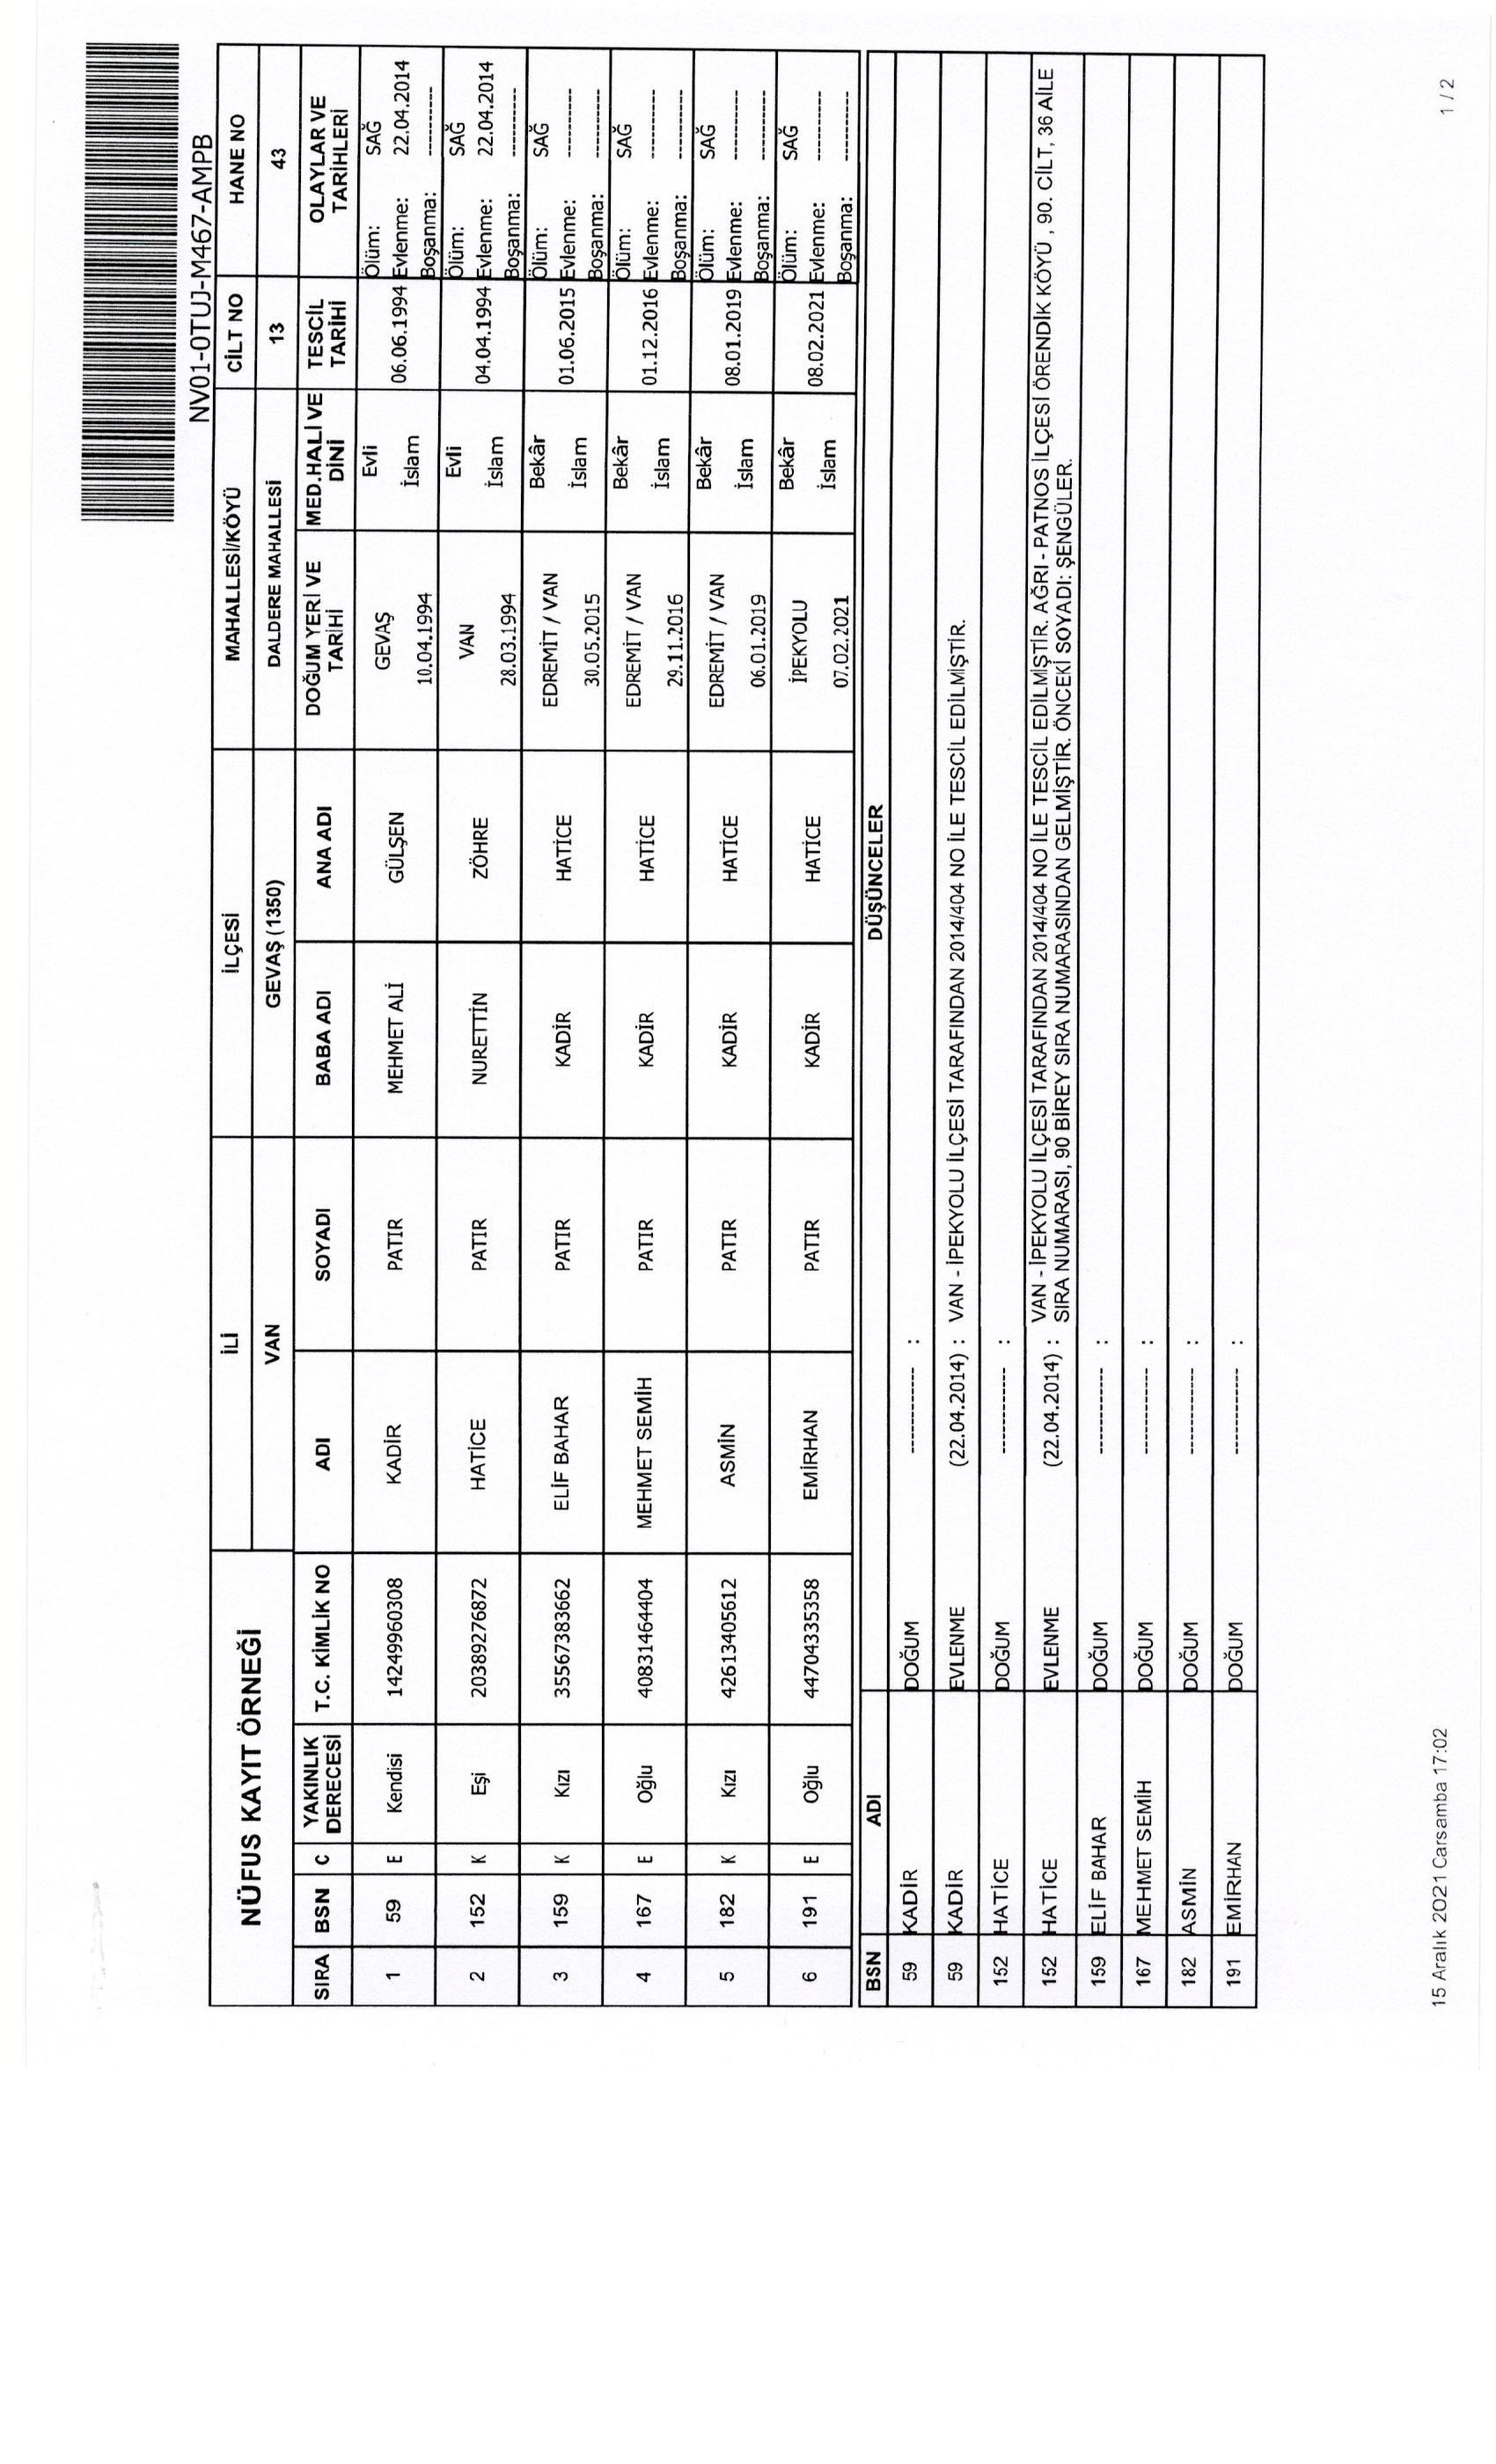 NV01-0TUJ-M467-AMPB
NÜFUS KAYIT ÖRNEĞİ İLİ İLÇESİ MAHALLESİ/KÖYÜ CİLT NO HANE NO
VAN GEVAŞ (1350) DALDERE MAHALLESİ 13 43
SIRA BSN C YAKINLIK DERECESİ T.C. KİMLİK NO ADI SOYADI BABA ADI ANA ADI DOĞUM YERİ VE TARİHİ MED.HALİ VE DİNİ TESCİL TARİHİ OLAYLAR VE TARİHLERİ
1 59 E Kendisi 14249960308 KADİR PATIR MEHMET ALİ GÜLŞEN GEVAŞ 10.04.1994 Evli İslam 06.06.1994 Ölüm: SAĞ Evlenme: 22.04.2014 Boşanma: ----------
2 152 K Eşi 20389276872 HATİCE PATIR NURETTİN ZÖHRE VAN 28.03.1994 Evli İslam 04.04.1994 Ölüm: SAĞ Evlenme: 22.04.2014 Boşanma: ----------
3 159 K Kızı 35567383662 ELİF BAHAR PATIR KADİR HATİCE EDREMİT / VAN 30.05.2015 Bekâr İslam 01.06.2015 Ölüm: SAĞ Evlenme: ---------- Boşanma: ----------
4 167 E Oğlu 40831464404 MEHMET SEMİH PATIR KADİR HATİCE EDREMİT / VAN 29.11.2016 Bekâr İslam 01.12.2016 Ölüm: SAĞ Evlenme: ---------- Boşanma: ----------
5 182 K Kızı 42613405612 ASMİN PATIR KADİR HATİCE EDREMİT / VAN 06.01.2019 Bekâr İslam 08.01.2019 Ölüm: SAĞ Evlenme: ---------- Boşanma: ----------
6 191 E Oğlu 44704335358 EMİRHAN PATIR KADİR HATİCE İPEKYOLU 07.02.2021 Bekâr İslam 08.02.2021 Ölüm: SAĞ Evlenme: ---------- Boşanma: ----------
BSN ADI DÜŞÜNCELER
59 KADİR DOĞUM ------------ :
59 KADİR EVLENME (22.04.2014) : VAN - İPEKYOLU İLÇESİ TARAFINDAN 2014/404 NO İLE TESCİL EDİLMİŞTİR.
152 HATİCE DOĞUM ------------ :
152 HATİCE EVLENME (22.04.2014) : VAN - İPEKYOLU İLÇESİ TARAFINDAN 2014/404 NO İLE TESCİL EDİLMİŞTİR. AĞRI - PATNOS İLÇESİ ÖRENDİK KÖYÜ , 90. CİLT, 36 AİLE
SIRA NUMARASI, 90 BİREY SIRA NUMARASINDAN GELMİŞTİR. ÖNCEKİ SOYADI: ŞENGÜLER.
159 ELİF BAHAR DOĞUM ------------ :
167 MEHMET SEMİH DOĞUM ------------ :
182 ASMİN DOĞUM ------------ :
191 EMİRHAN DOĞUM ------------ :
15 Aralık 2021 Çarşamba 17:02 1 / 2